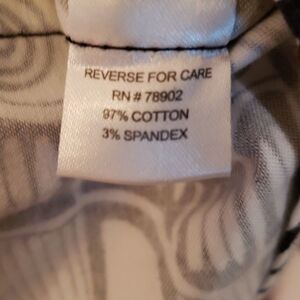 REVERSE FOR CARE
RN # 78902
97% COTTON
3% SPANDEX